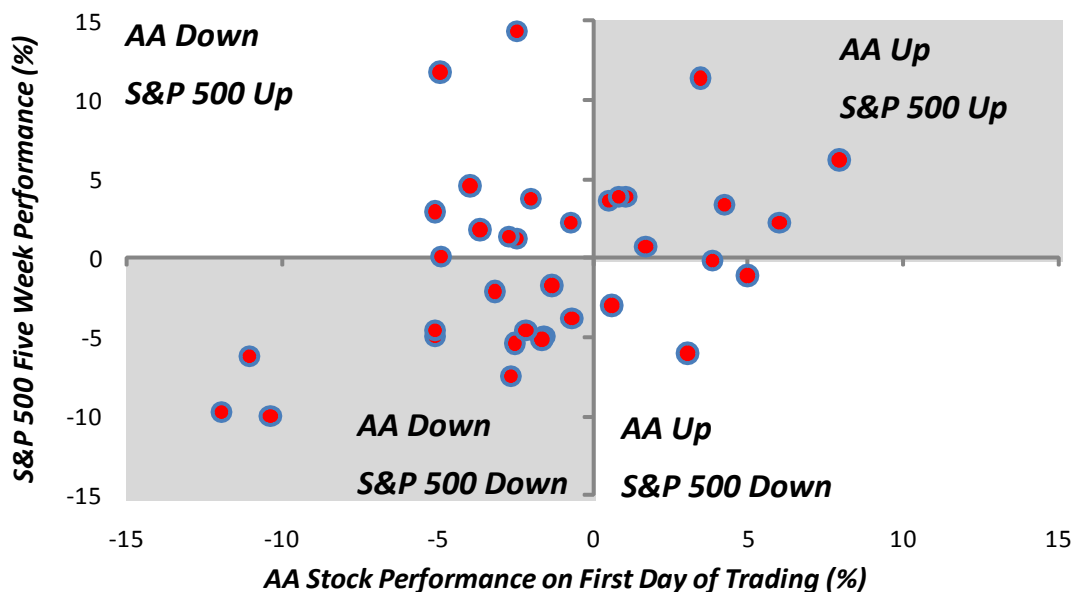 S&P 500 Five Week Performance (%)
15
10
5
0
-5
-10
-15
AA Down
S&P 500 Up
AA Up
S&P 500 Up
AA Down
S&P 500 Down
AA Up
S&P 500 Down
-15 -10 -5 0 5 10 15
AA Stock Performance on First Day of Trading (%)